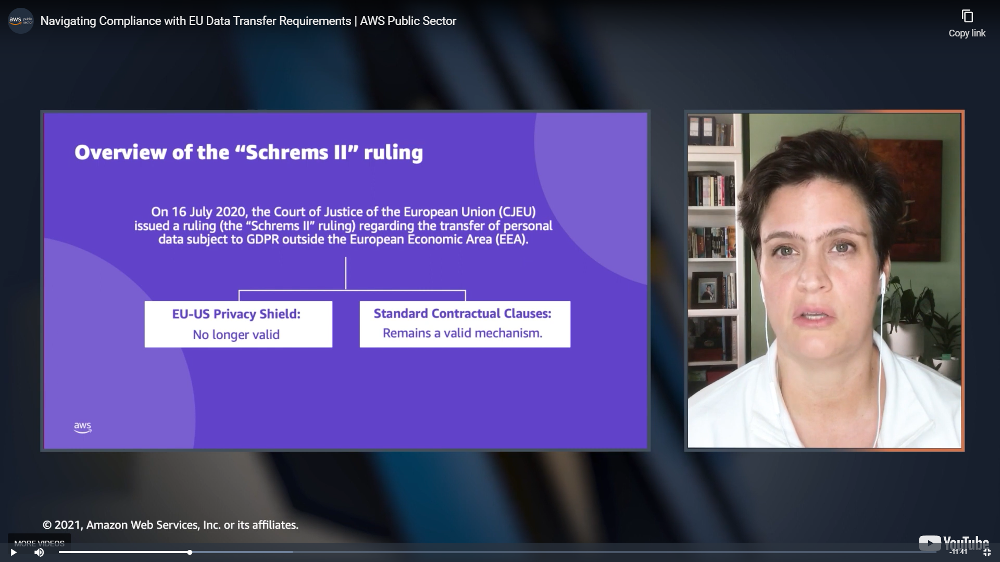 aws public sector
Navigating Compliance with EU Data Transfer Requirements | AWS Public Sector
Copy link
Overview of the “Schrems II” ruling
On 16 July 2020, the Court of Justice of the European Union (CJEU)
issued a ruling (the “Schrems II” ruling) regarding the transfer of personal
data subject to GDPR outside the European Economic Area (EEA).
EU-US Privacy Shield:
No longer valid
Standard Contractual Clauses:
Remains a valid mechanism.
aws
© 2021, Amazon Web Services, Inc. or its affiliates.
MORE VIDEOS
YouTube
-11:41